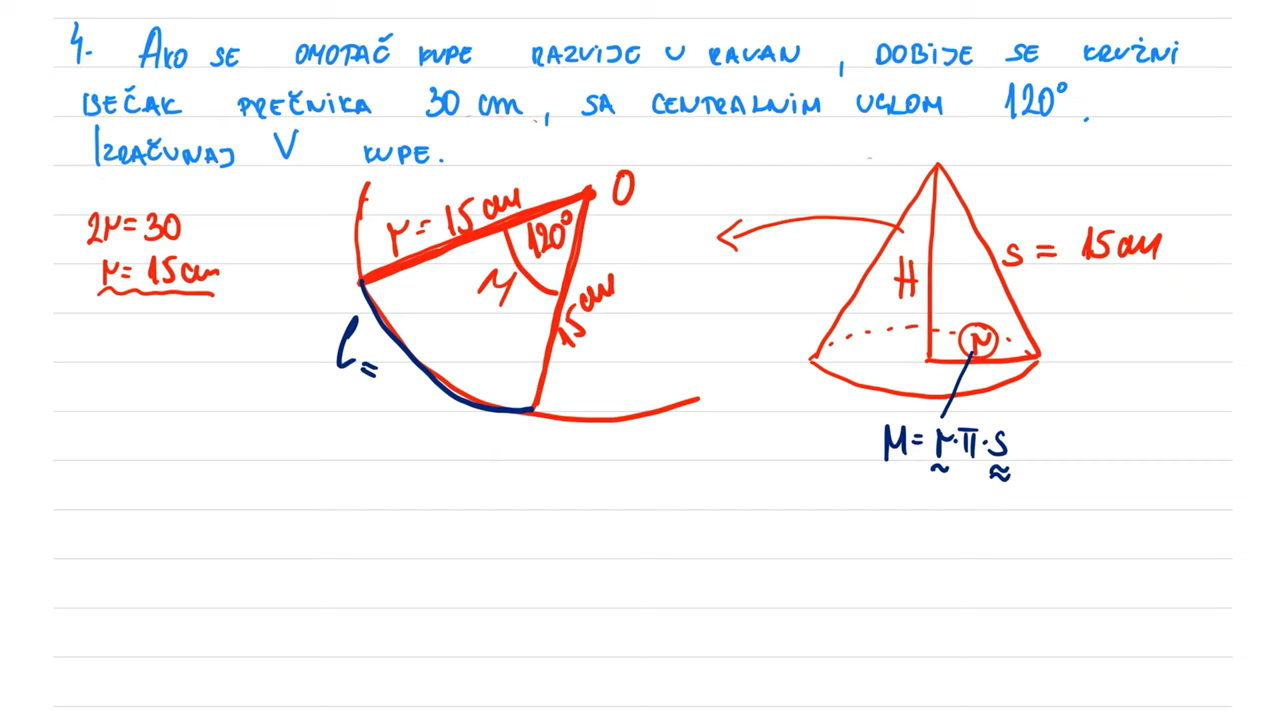 4. AKO SE OMOTAČ KUPE RAZVIJE U RAVAN, DOBIJE SE KRUŽNI
ISEČAK PREČNIKA 30 cm, SA CENTRALNIM UGLOM 120°.
IZRAČUNAJ V KUPE.
2r = 30
r = 15 cm
r = 15 cm
O
120°
M
15 cm
l =
H
s = 15 cm
r
M = r·π·s